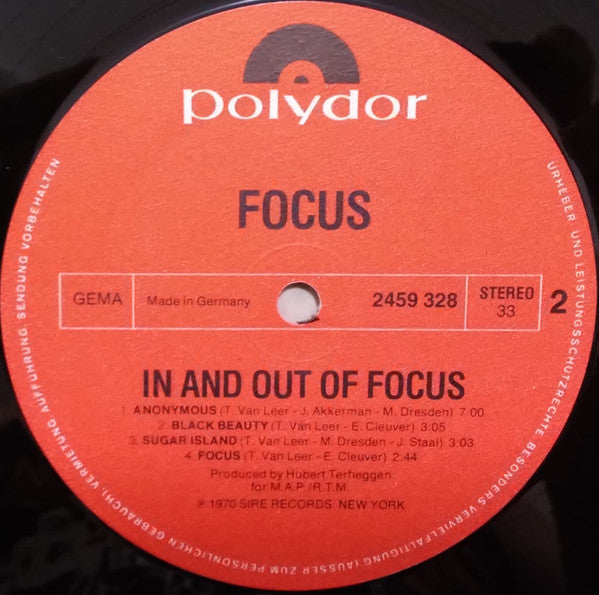 polydor
FOCUS
GEMA
Made in Germany
2459 328
STEREO
33
2
IN AND OUT OF FOCUS
1 ANONYMOUS (T. Van Leer - J. Akkerman - M. Dresden) 7:00
2 BLACK BEAUTY (T. Van Leer - E. Cleuver) 3:05
3 SUGAR ISLAND (T. Van Leer - M. Dresden - J. Staal) 3:03
4 FOCUS (T. Van Leer - E. Cleuver) 2:44
Produced by Hubert Terheggen
for M.A.P./R.T.M.
℗ 1970 SIRE RECORDS. NEW YORK
URHEBER- UND LEISTUNGSSCHUTZRECHTE, BESONDERS VERVIELFÄLTIGUNG (AUSSER ZUM PERSÖNLICHEN GEBRAUCH), VERMIETUNG, AUFFÜHRUNG, SENDUNG VORBEHALTEN